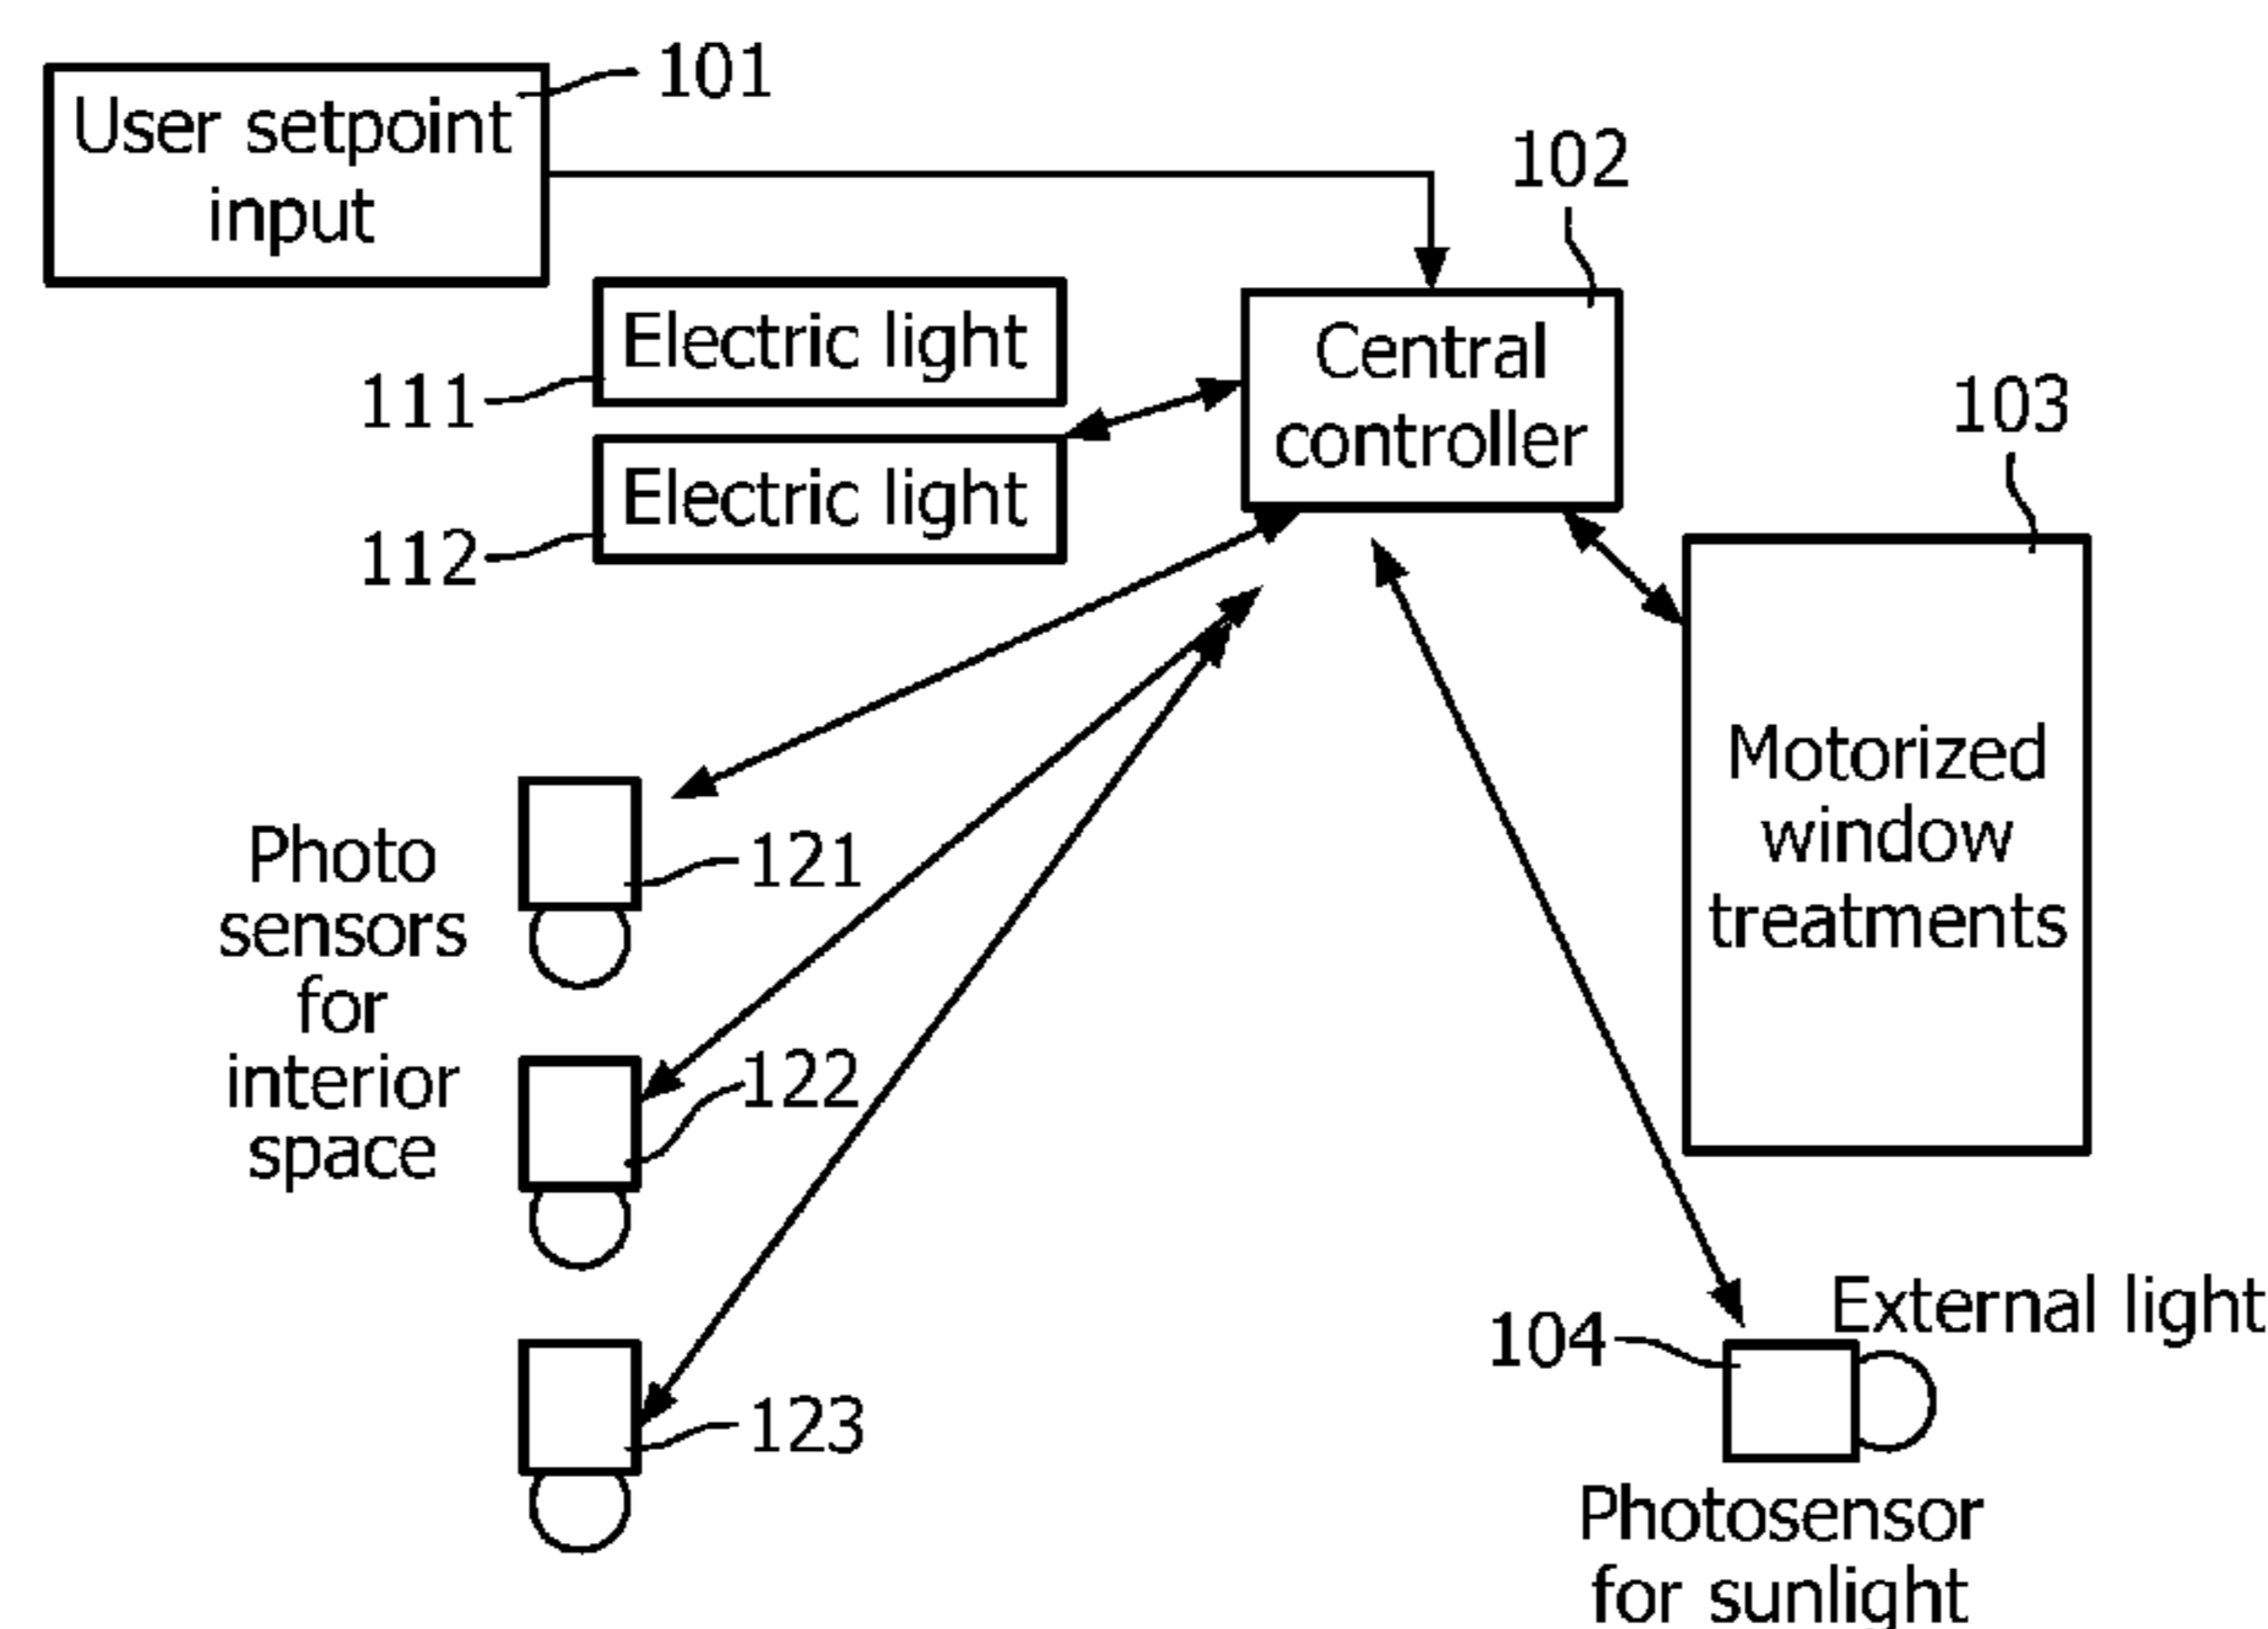 User setpoint
input
101
102
Electric light
111
Central
controller
103
Electric light
112
Motorized
window
treatments
Photo
sensors
for
interior
space
121
122
123
104
External light
Photosensor
for sunlight